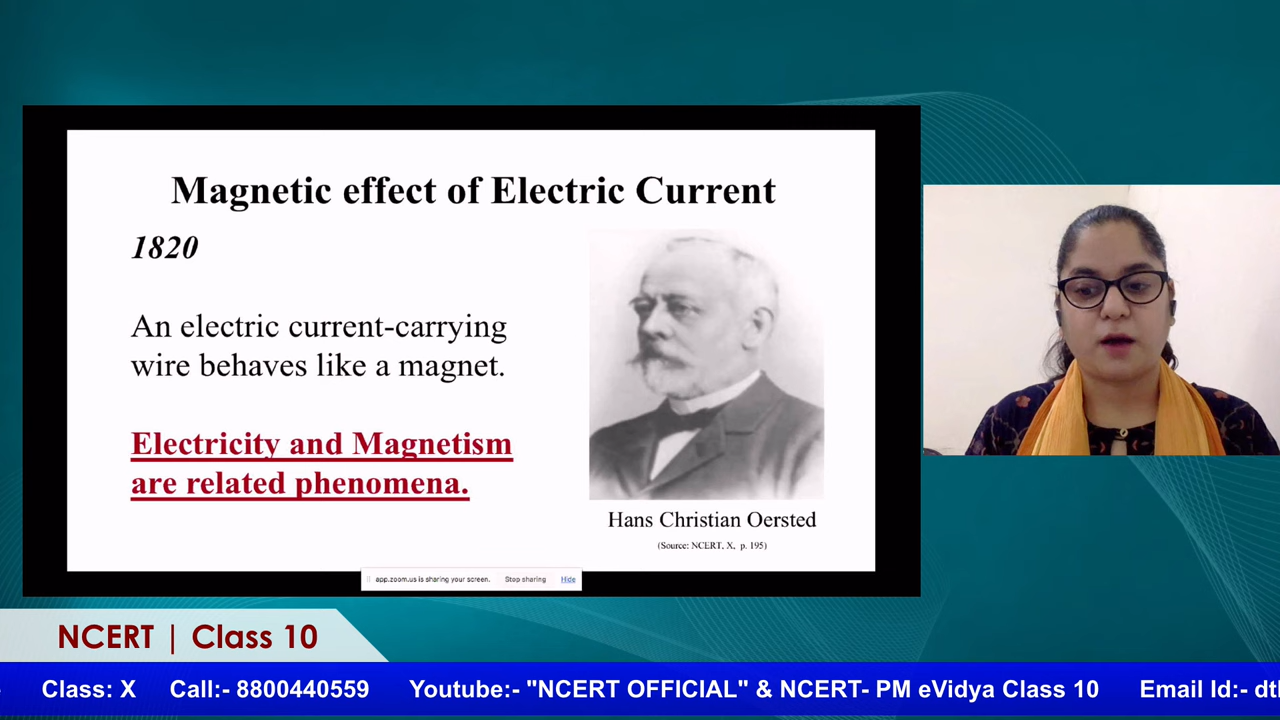 Magnetic effect of Electric Current
1820
An electric current-carrying
wire behaves like a magnet.
Electricity and Magnetism
are related phenomena.
Hans Christian Oersted
(Source: NCERT, X, p. 195)
app.zoom.us is sharing your screen. Stop sharing Hide
NCERT | Class 10
Class: X Call:- 8800440559 Youtube:- "NCERT OFFICIAL" & NCERT- PM eVidya Class 10 Email Id:-